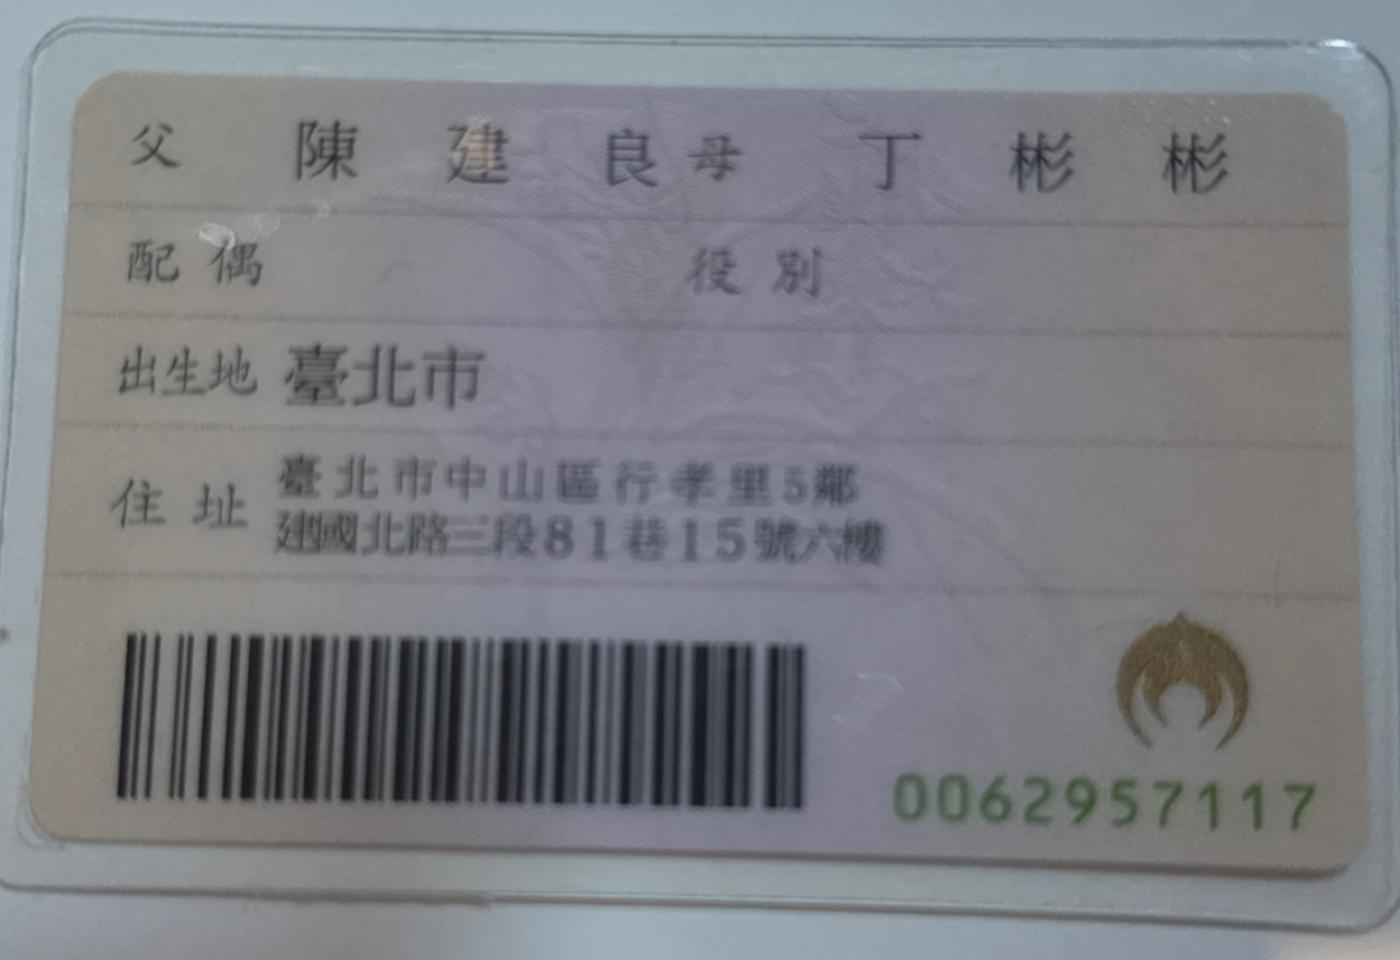 父 陳建良 母 丁彬彬
配偶 役別
出生地 臺北市
住址 臺北市中山區行孝里5鄰
建國北路三段81巷15號六樓
0062957117